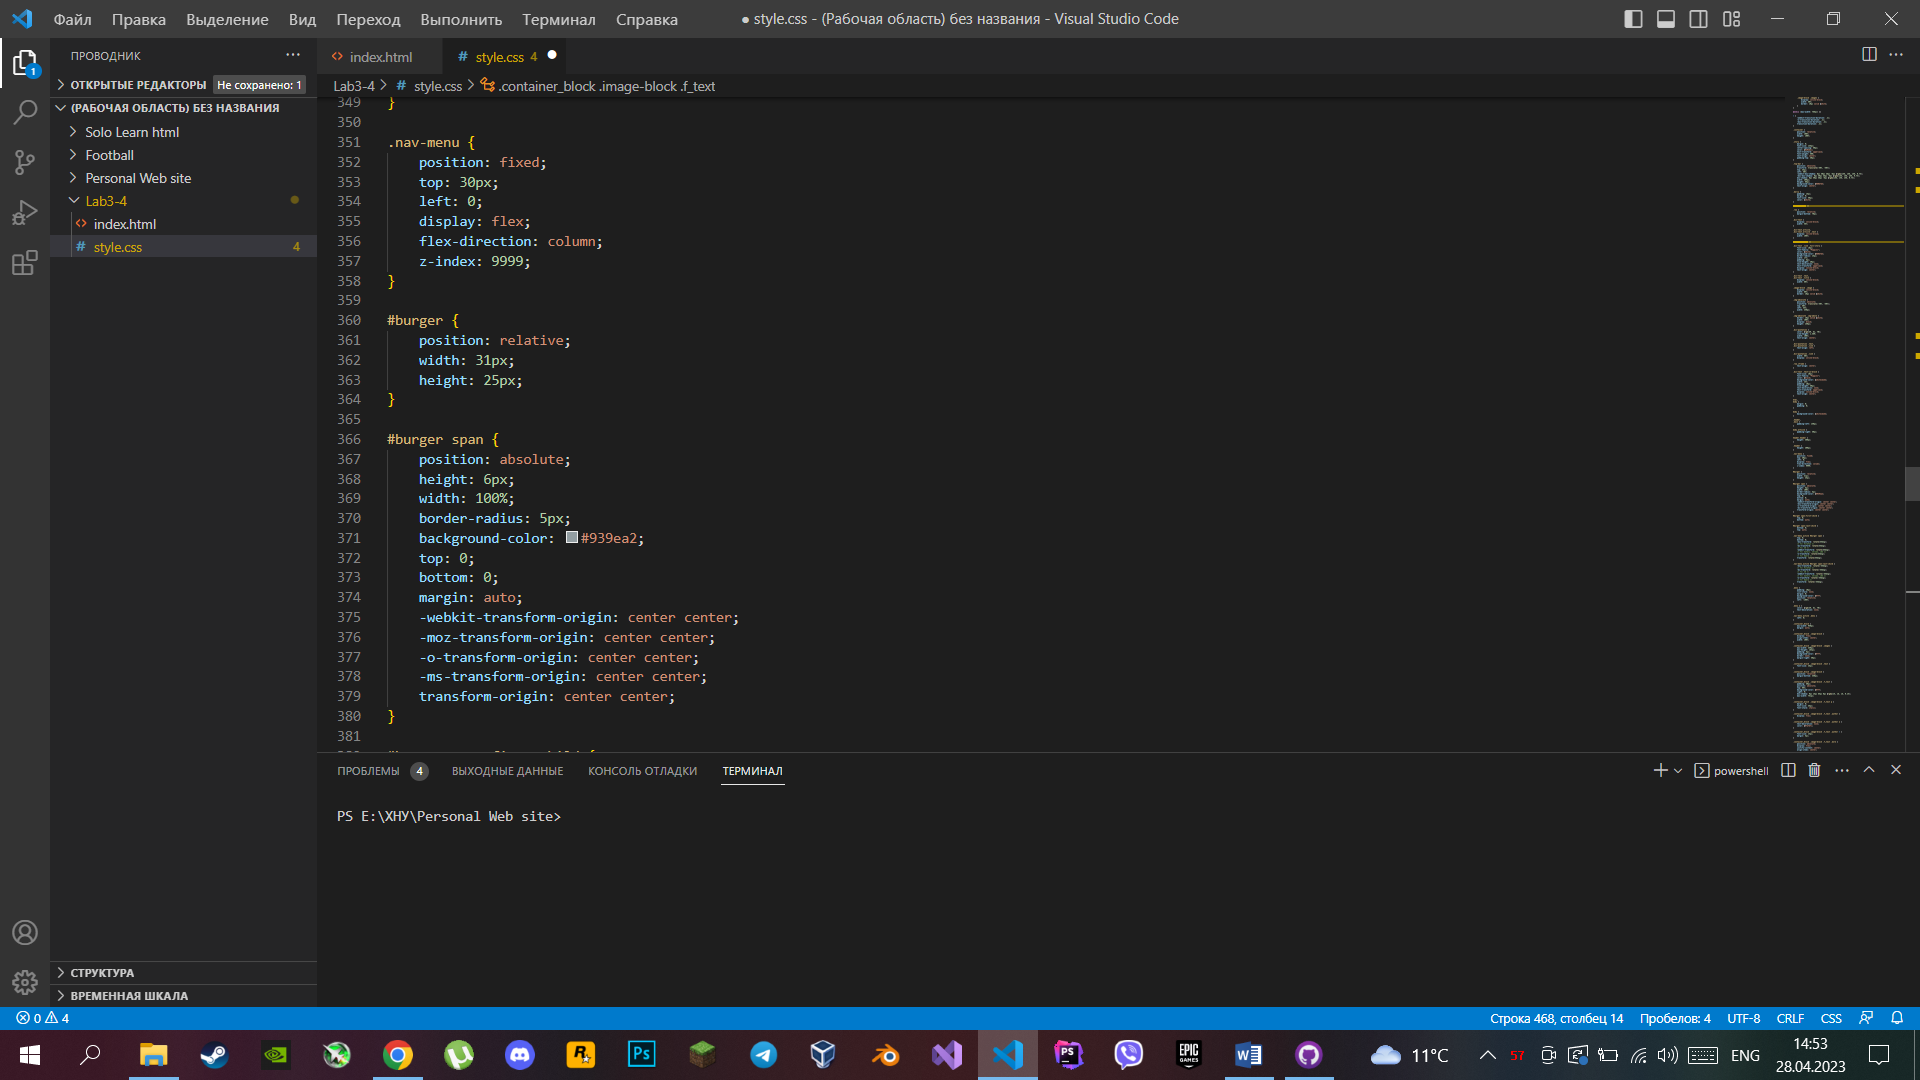 Файл Правка Выделение Вид Переход Выполнить Терминал Справка
● style.css - (Рабочая область) без названия - Visual Studio Code
ПРОВОДНИК
ОТКРЫТЫЕ РЕДАКТОРЫ Не сохранено: 1
(РАБОЧАЯ ОБЛАСТЬ) БЕЗ НАЗВАНИЯ
Solo Learn html
Football
Personal Web site
Lab3-4
index.html
style.css 4
СТРУКТУРА
ВРЕМЕННАЯ ШКАЛА
1
index.html
style.css 4
Lab3-4 > style.css > .container_block .image-block .f_text
349 }
350
351 .nav-menu {
352 position: fixed;
353 top: 30px;
354 left: 0;
355 display: flex;
356 flex-direction: column;
357 z-index: 9999;
358 }
359
360 #burger {
361 position: relative;
362 width: 31px;
363 height: 25px;
364 }
365
366 #burger span {
367 position: absolute;
368 height: 6px;
369 width: 100%;
370 border-radius: 5px;
371 background-color: #939ea2;
372 top: 0;
373 bottom: 0;
374 margin: auto;
375 -webkit-transform-origin: center center;
376 -moz-transform-origin: center center;
377 -o-transform-origin: center center;
378 -ms-transform-origin: center center;
379 transform-origin: center center;
380 }
381
ПРОБЛЕМЫ 4 ВЫХОДНЫЕ ДАННЫЕ КОНСОЛЬ ОТЛАДКИ ТЕРМИНАЛ
powershell
PS E:\ХНУ\Personal Web site>
0 4
Строка 468, столбец 14 Пробелов: 4 UTF-8 CRLF CSS
Ps
PS
EPIC GAMES
11°C
57
ENG
14:53
28.04.2023